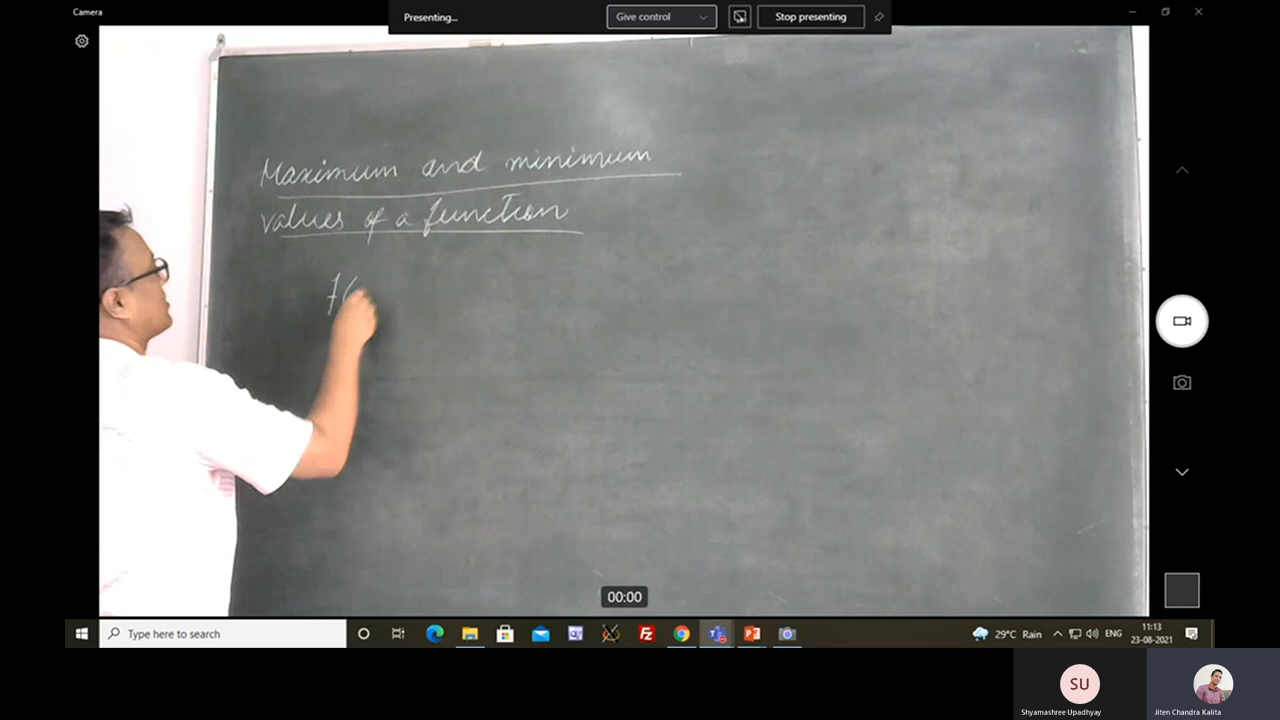 Camera
Presenting...
Give control
Stop presenting
Maximum and minimum
values of a function
f(
00:00
Type here to search
29°C Rain
ENG
11:13
23-08-2021
SU
Shyamashree Upadhyay
Jiten Chandra Kalita